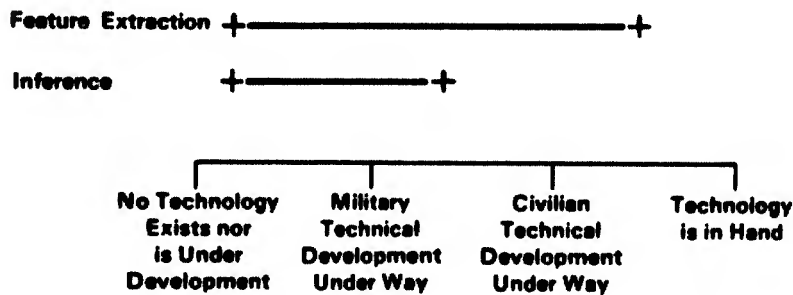 Feature Extraction
Inference
No Technology
Exists nor
is Under
Development
Military
Technical
Development
Under Way
Civilian
Technical
Development
Under Way
Technology
is in Hand